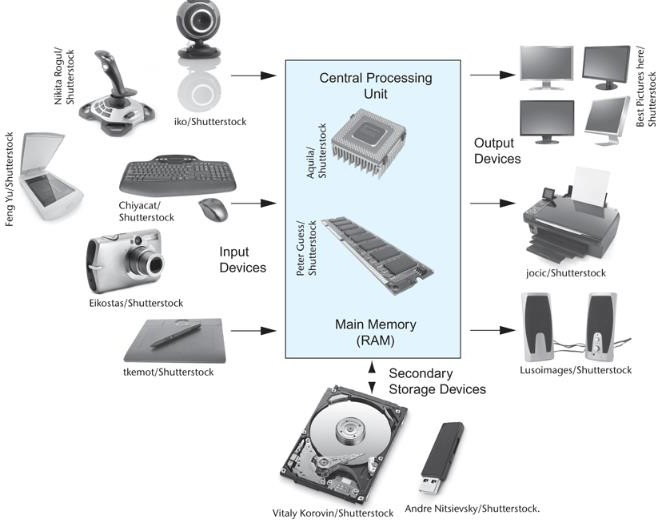 Nikita Rogul/
Shutterstock
iko/Shutterstock
Feng Yu/Shutterstock
Chiyacat/
Shutterstock
Eikostas/Shutterstock
Input
Devices
tkemot/Shutterstock
Central Processing
Unit
Aquila/
Shutterstock
Peter Guess/
Shutterstock
Main Memory
(RAM)
Output
Devices
Best Pictures here/
Shutterstock
jocic/Shutterstock
Lusoimages/Shutterstock
Secondary
Storage Devices
Vitaly Korovin/Shutterstock
Andre Nitsievsky/Shutterstock.